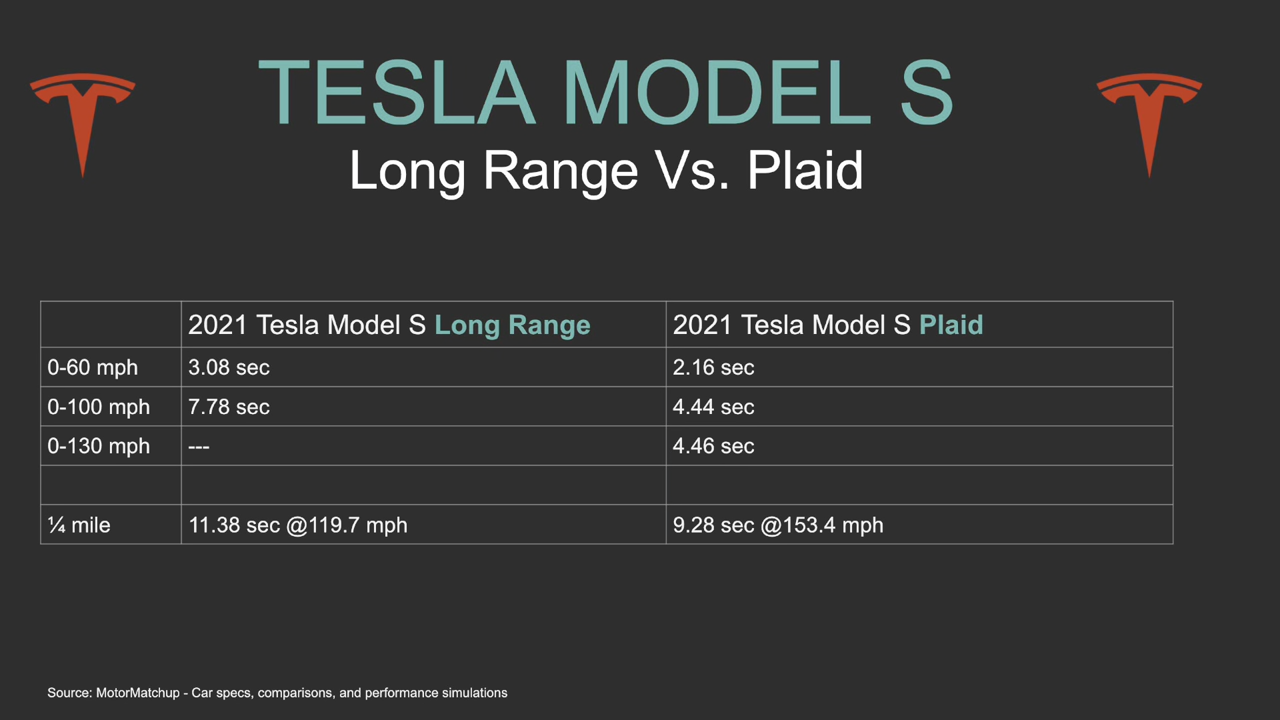 TESLA MODEL S
Long Range Vs. Plaid
2021 Tesla Model S Long Range 2021 Tesla Model S Plaid
0-60 mph 3.08 sec 2.16 sec
0-100 mph 7.78 sec 4.44 sec
0-130 mph --- 4.46 sec
¼ mile 11.38 sec @119.7 mph 9.28 sec @153.4 mph
Source: MotorMatchup - Car specs, comparisons, and performance simulations